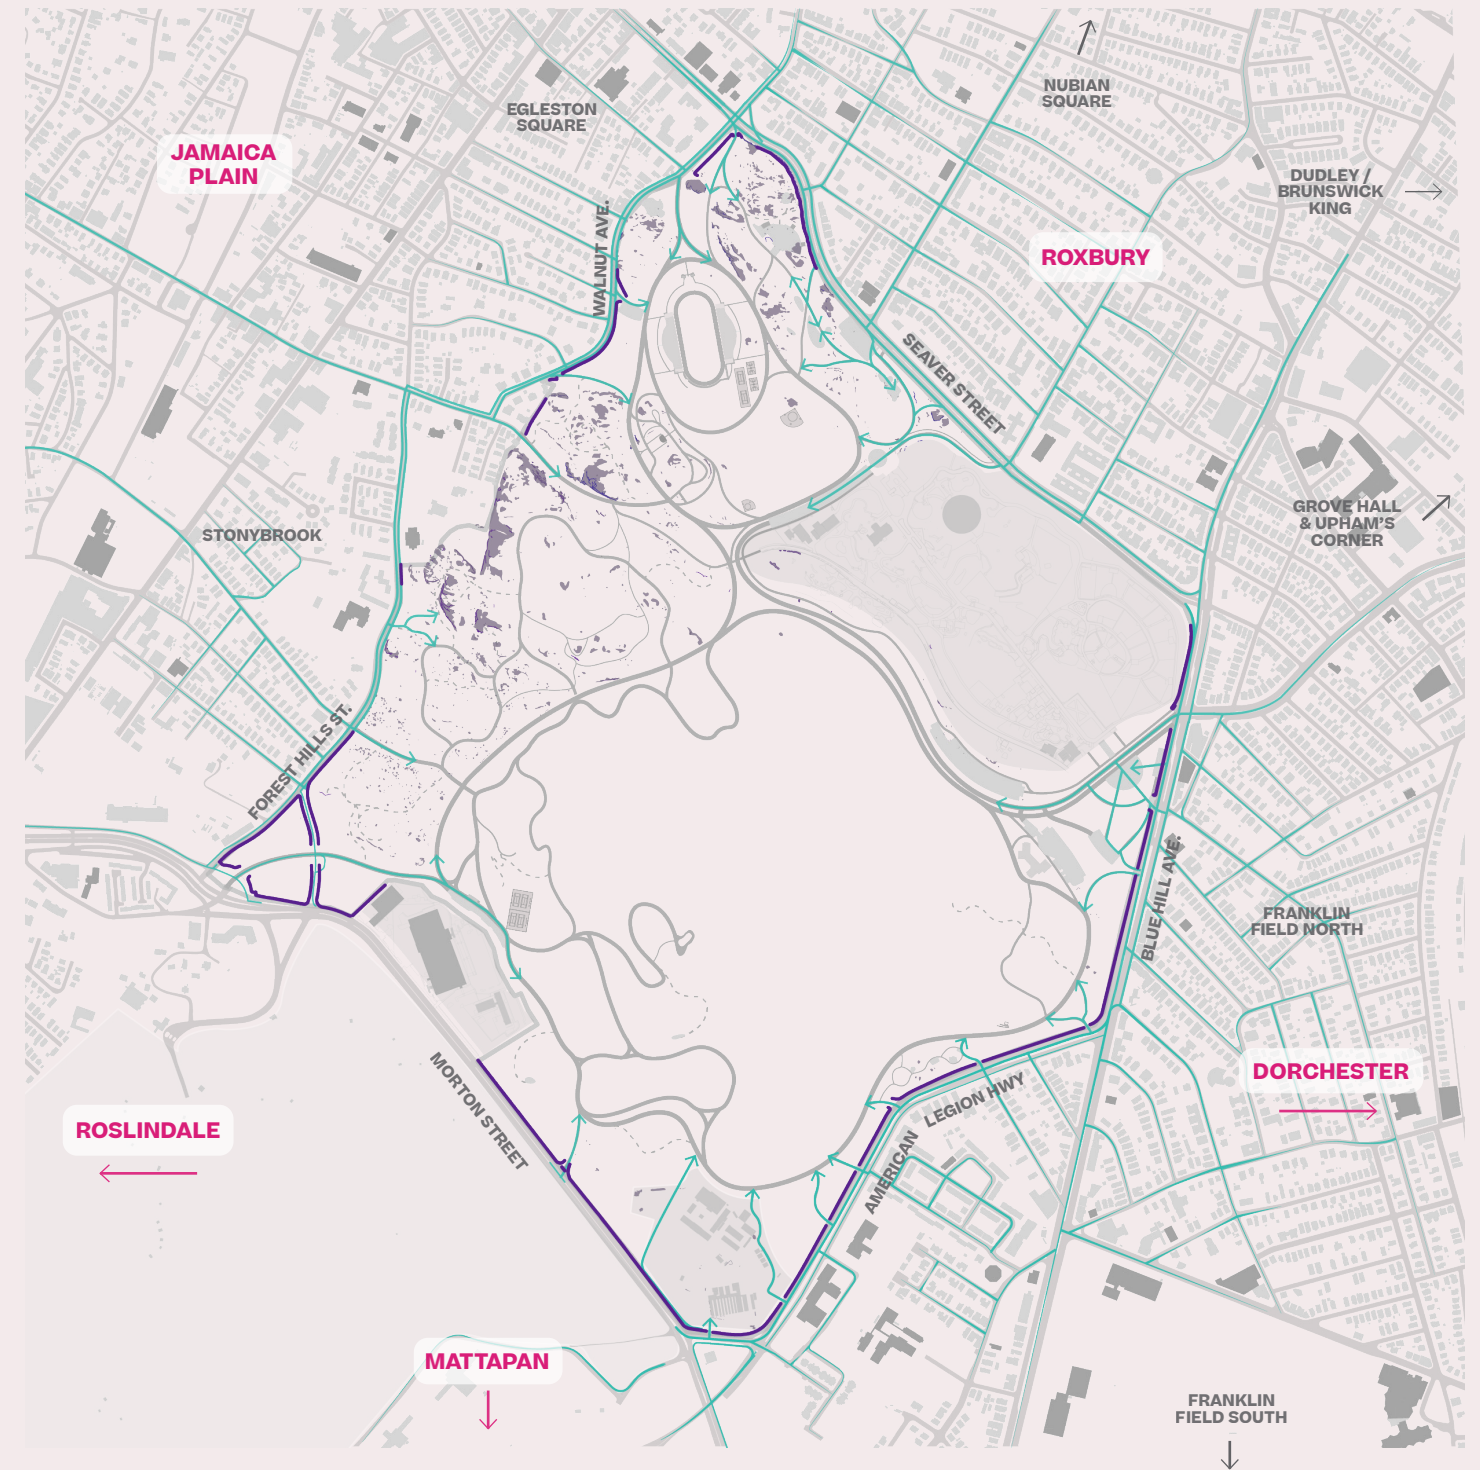 NUBIAN
SQUARE
EGLESTON
SQUARE
JAMAICA
PLAIN
DUDLEY /
BRUNSWICK
KING
WALNUT AVE.
ROXBURY
SEAVER STREET
GROVE HALL
& UPHAM'S
CORNER
STONYBROOK
FOREST HILLS ST.
BLUE HILL AVE.
FRANKLIN
FIELD NORTH
DORCHESTER
MORTON STREET
AMERICAN
LEGION HWY
ROSLINDALE
MATTAPAN
FRANKLIN
FIELD SOUTH